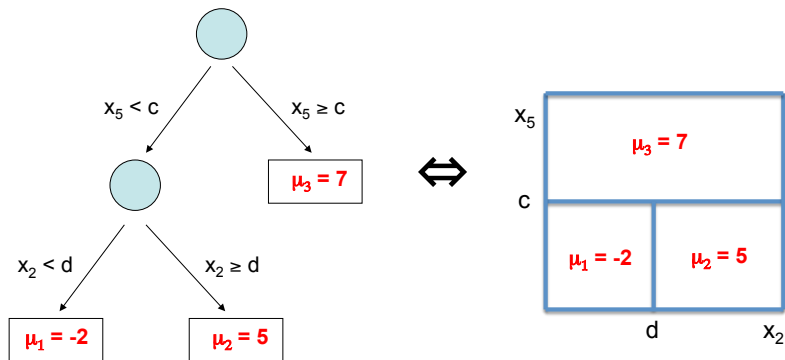 x₅ < c
x₅ ≥ c
μ₃ = 7
x₂ < d
x₂ ≥ d
μ₁ = -2
μ₂ = 5
⇔
x₅
μ₃ = 7
c
μ₁ = -2
μ₂ = 5
d
x₂